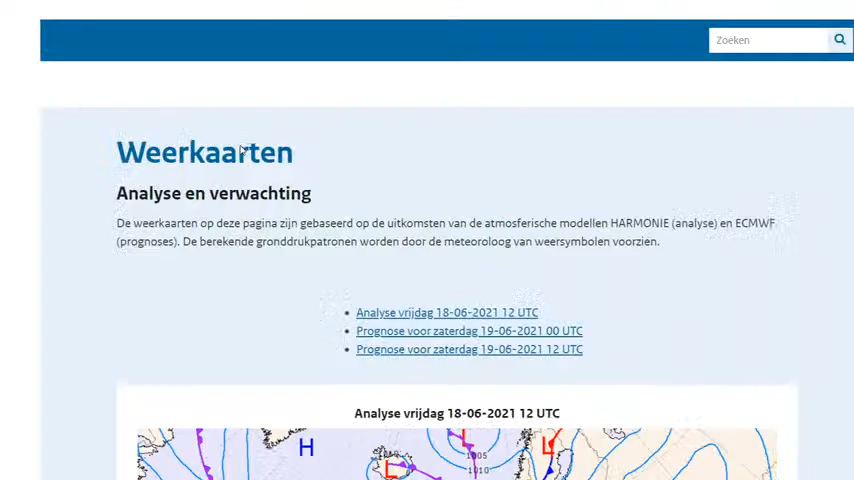 Zoeken
Weerkaarten
Analyse en verwachting
De weerkaarten op deze pagina zijn gebaseerd op de uitkomsten van de atmosferische modellen HARMONIE (analyse) en ECMWF
(prognoses). De berekende gronddrukpatronen worden door de meteoroloog van weersymbolen voorzien.
Analyse vrijdag 18-06-2021 12 UTC
Prognose voor zaterdag 19-06-2021 00 UTC
Prognose voor zaterdag 19-06-2021 12 UTC
Analyse vrijdag 18-06-2021 12 UTC
H
L
L
L
1005
1010